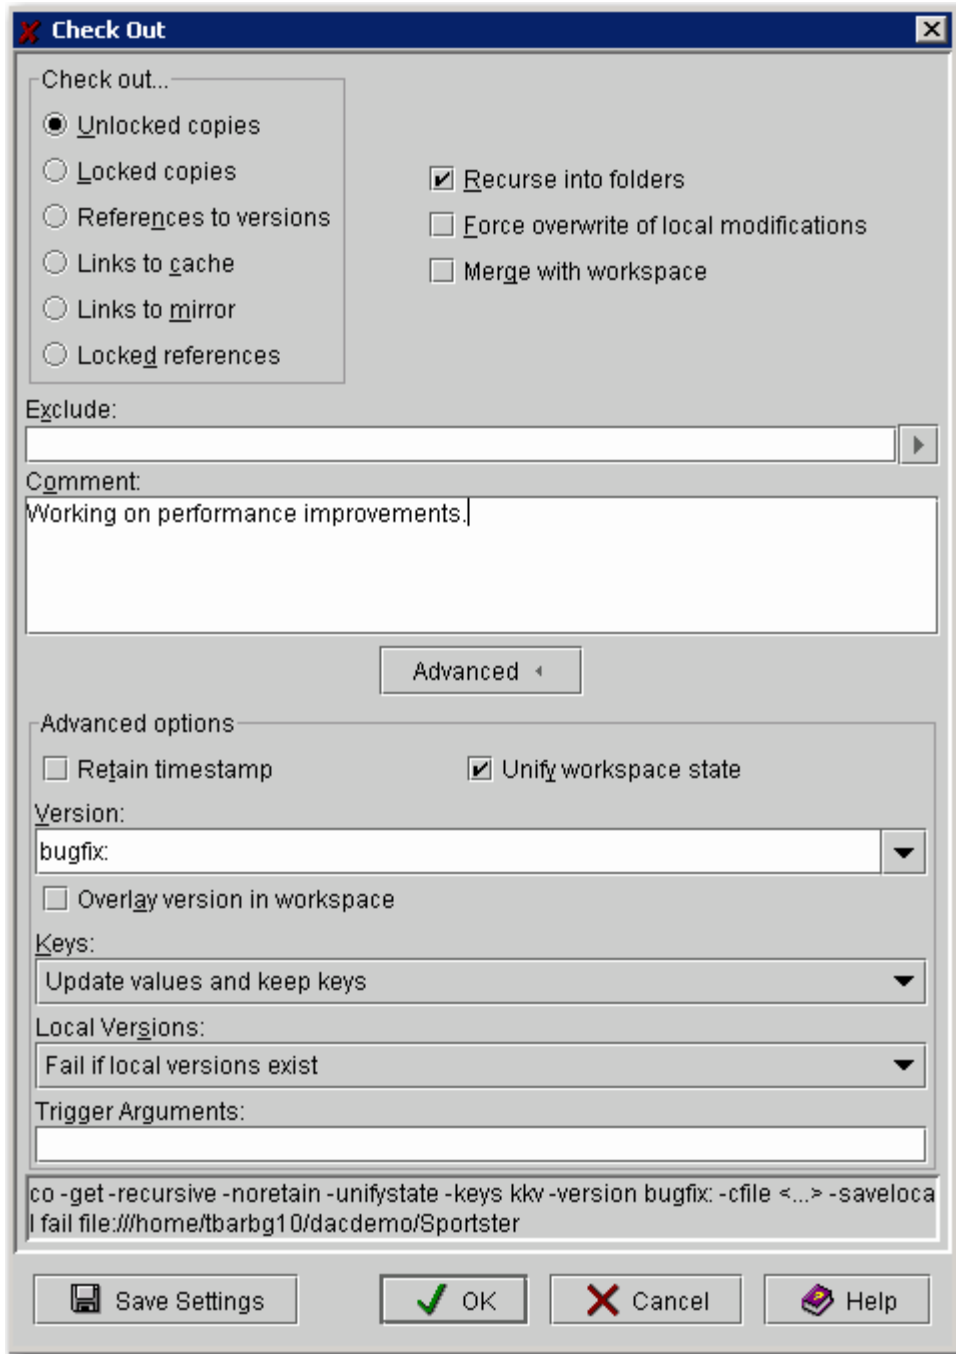 Check Out
Check out...
Unlocked copies
Locked copies
References to versions
Links to cache
Links to mirror
Locked references
Recurse into folders
Force overwrite of local modifications
Merge with workspace
Exclude:
Comment:
Working on performance improvements.
Advanced
Advanced options
Retain timestamp
Unify workspace state
Version:
bugfix:
Overlay version in workspace
Keys:
Update values and keep keys
Local Versions:
Fail if local versions exist
Trigger Arguments:
co -get -recursive -noretain -unifystate -keys kkv -version bugfix: -cfile <...> -saveloca
l fail file:///home/tbarbg10/dacdemo/Sportster
Save Settings
OK
Cancel
Help